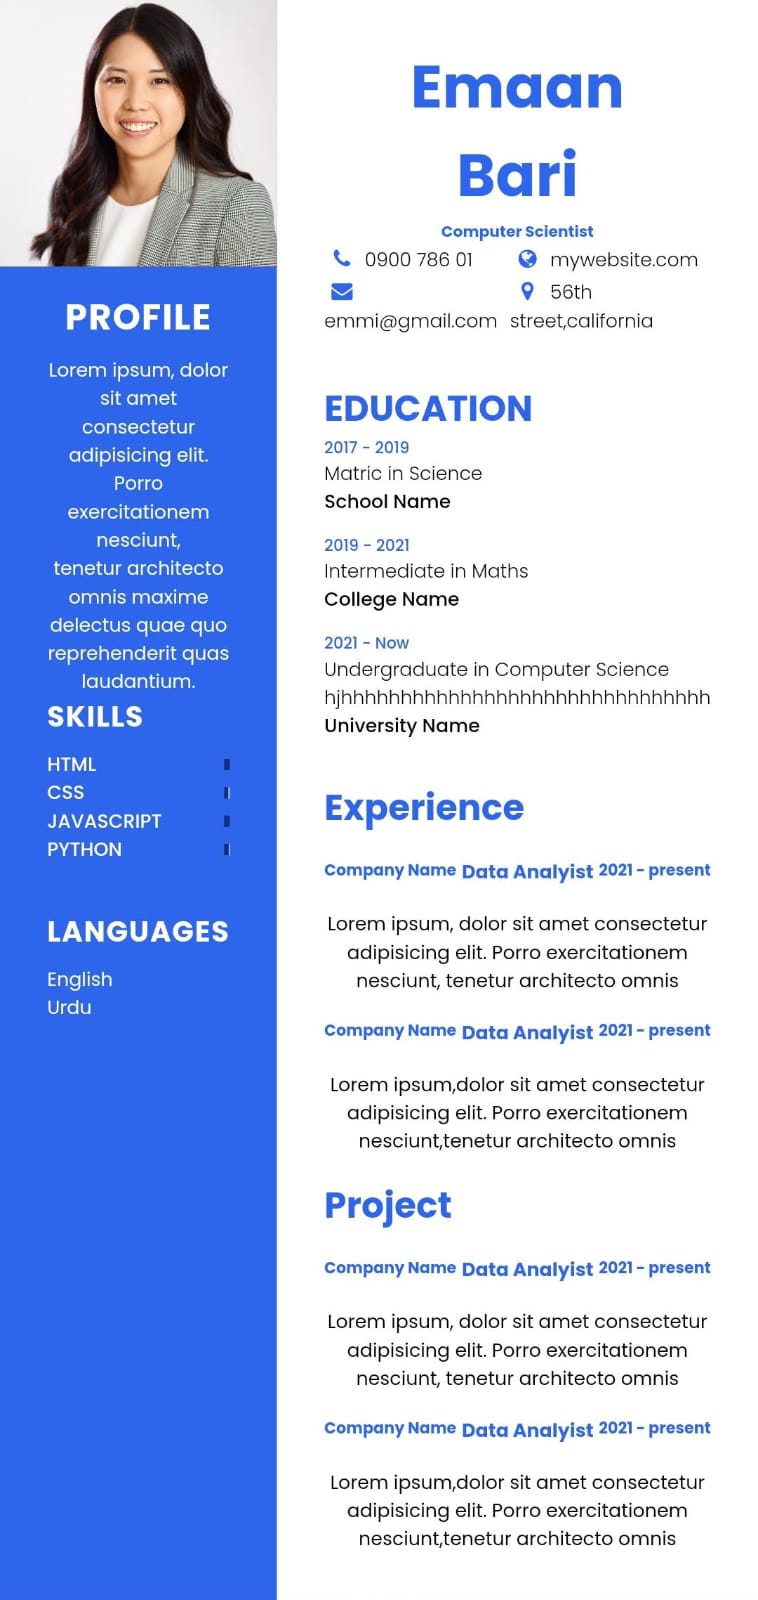 Emaan
Bari
Computer Scientist
0900 786 01
mywebsite.com
emmi@gmail.com
56th
street,california
PROFILE
Lorem ipsum, dolor
sit amet
consectetur
adipisicing elit.
Porro
exercitationem
nesciunt,
tenetur architecto
omnis maxime
delectus quae quo
reprehenderit quas
laudantium.
SKILLS
HTML
CSS
JAVASCRIPT
PYTHON
LANGUAGES
English
Urdu
EDUCATION
2017 - 2019
Matric in Science
School Name
2019 - 2021
Intermediate in Maths
College Name
2021 - Now
Undergraduate in Computer Science
hjhhhhhhhhhhhhhhhhhhhhhhhhhhhhhhh
University Name
Experience
Company Name Data Analyist 2021 - present
Lorem ipsum, dolor sit amet consectetur
adipisicing elit. Porro exercitationem
nesciunt, tenetur architecto omnis
Company Name Data Analyist 2021 - present
Lorem ipsum,dolor sit amet consectetur
adipisicing elit. Porro exercitationem
nesciunt,tenetur architecto omnis
Project
Company Name Data Analyist 2021 - present
Lorem ipsum, dolor sit amet consectetur
adipisicing elit. Porro exercitationem
nesciunt, tenetur architecto omnis
Company Name Data Analyist 2021 - present
Lorem ipsum,dolor sit amet consectetur
adipisicing elit. Porro exercitationem
nesciunt,tenetur architecto omnis